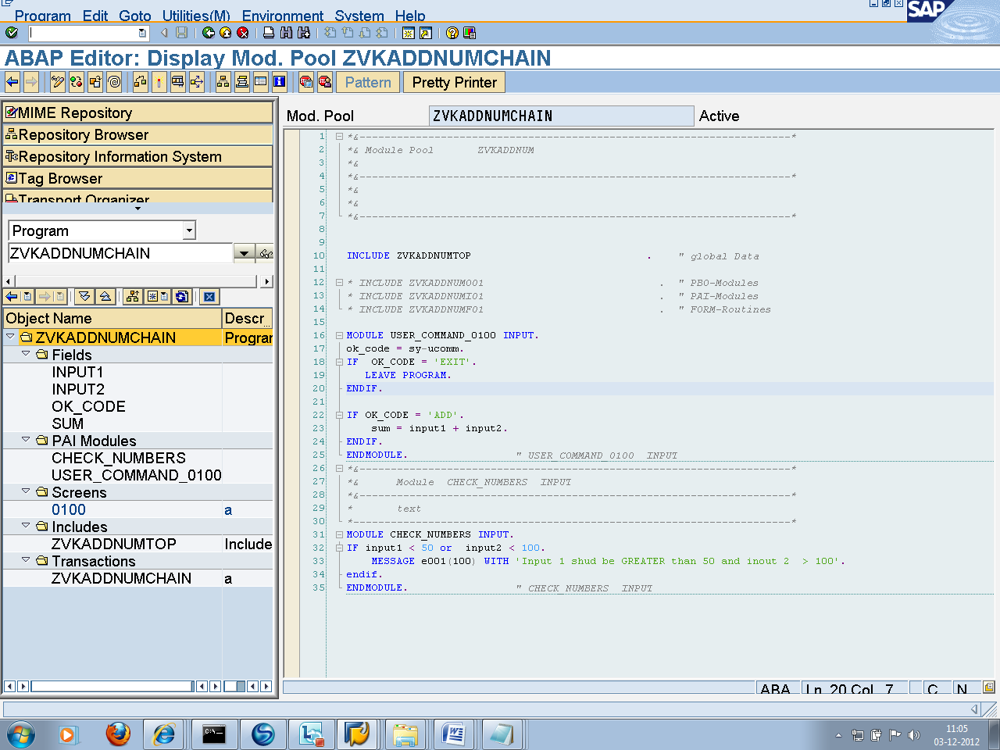 Program Edit Goto Utilities(M) Environment System Help
SAP
ABAP Editor: Display Mod. Pool ZVKADDNUMCHAIN
Pattern Pretty Printer
MIME Repository
Repository Browser
Repository Information System
Tag Browser
Transport Organizer
Program
ZVKADDNUMCHAIN
Object Name Descr...
ZVKADDNUMCHAIN Program
Fields
INPUT1
INPUT2
OK_CODE
SUM
PAI Modules
CHECK_NUMBERS
USER_COMMAND_0100
Screens
0100 a
Includes
ZVKADDNUMTOP Include
Transactions
ZVKADDNUMCHAIN a
Mod. Pool ZVKADDNUMCHAIN Active
1 *&---------------------------------------------------------------------*
2 *& Module Pool       ZVKADDNUM
3 *&
4 *&---------------------------------------------------------------------*
5 *&
6 *&
7 *&---------------------------------------------------------------------*
8
9
10 INCLUDE ZVKADDNUMTOP                            .    " global Data
11
12 * INCLUDE ZVKADDNUMO01                            .  " PBO-Modules
13 * INCLUDE ZVKADDNUMI01                            .  " PAI-Modules
14 * INCLUDE ZVKADDNUMF01                            .  " FORM-Routines
15
16 MODULE USER_COMMAND_0100 INPUT.
17 ok_code = sy-ucomm.
18 IF  OK_CODE = 'EXIT'.
19    LEAVE PROGRAM.
20 ENDIF.
21
22 IF OK_CODE = 'ADD'.
23     sum = input1 + input2.
24 ENDIF.
25 ENDMODULE.                 " USER_COMMAND_0100  INPUT
26 *&---------------------------------------------------------------------*
27 *&      Module  CHECK_NUMBERS  INPUT
28 *&---------------------------------------------------------------------*
29 *       text
30 *----------------------------------------------------------------------*
31 MODULE CHECK_NUMBERS INPUT.
32 IF input1 < 50 or  input2 < 100.
33     MESSAGE e001(100) WITH 'Input 1 shud be GREATER than 50 and inout 2  > 100'.
34 endif.
35 ENDMODULE.                 " CHECK_NUMBERS  INPUT
ABA Ln 20 Col 7 C N
11:05
03-12-2012